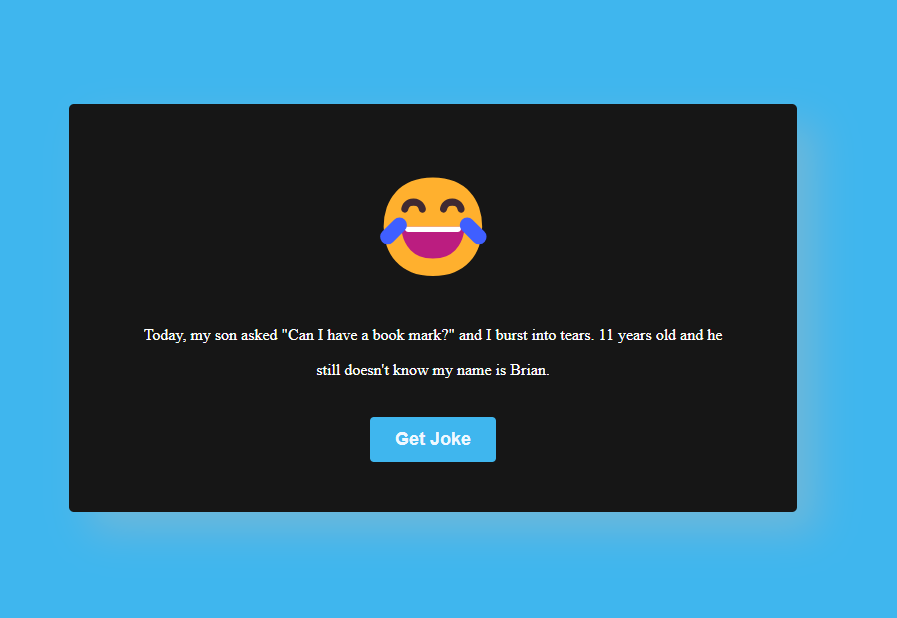 Today, my son asked "Can I have a book mark?" and I burst into tears. 11 years old and he
still doesn't know my name is Brian.
Get Joke